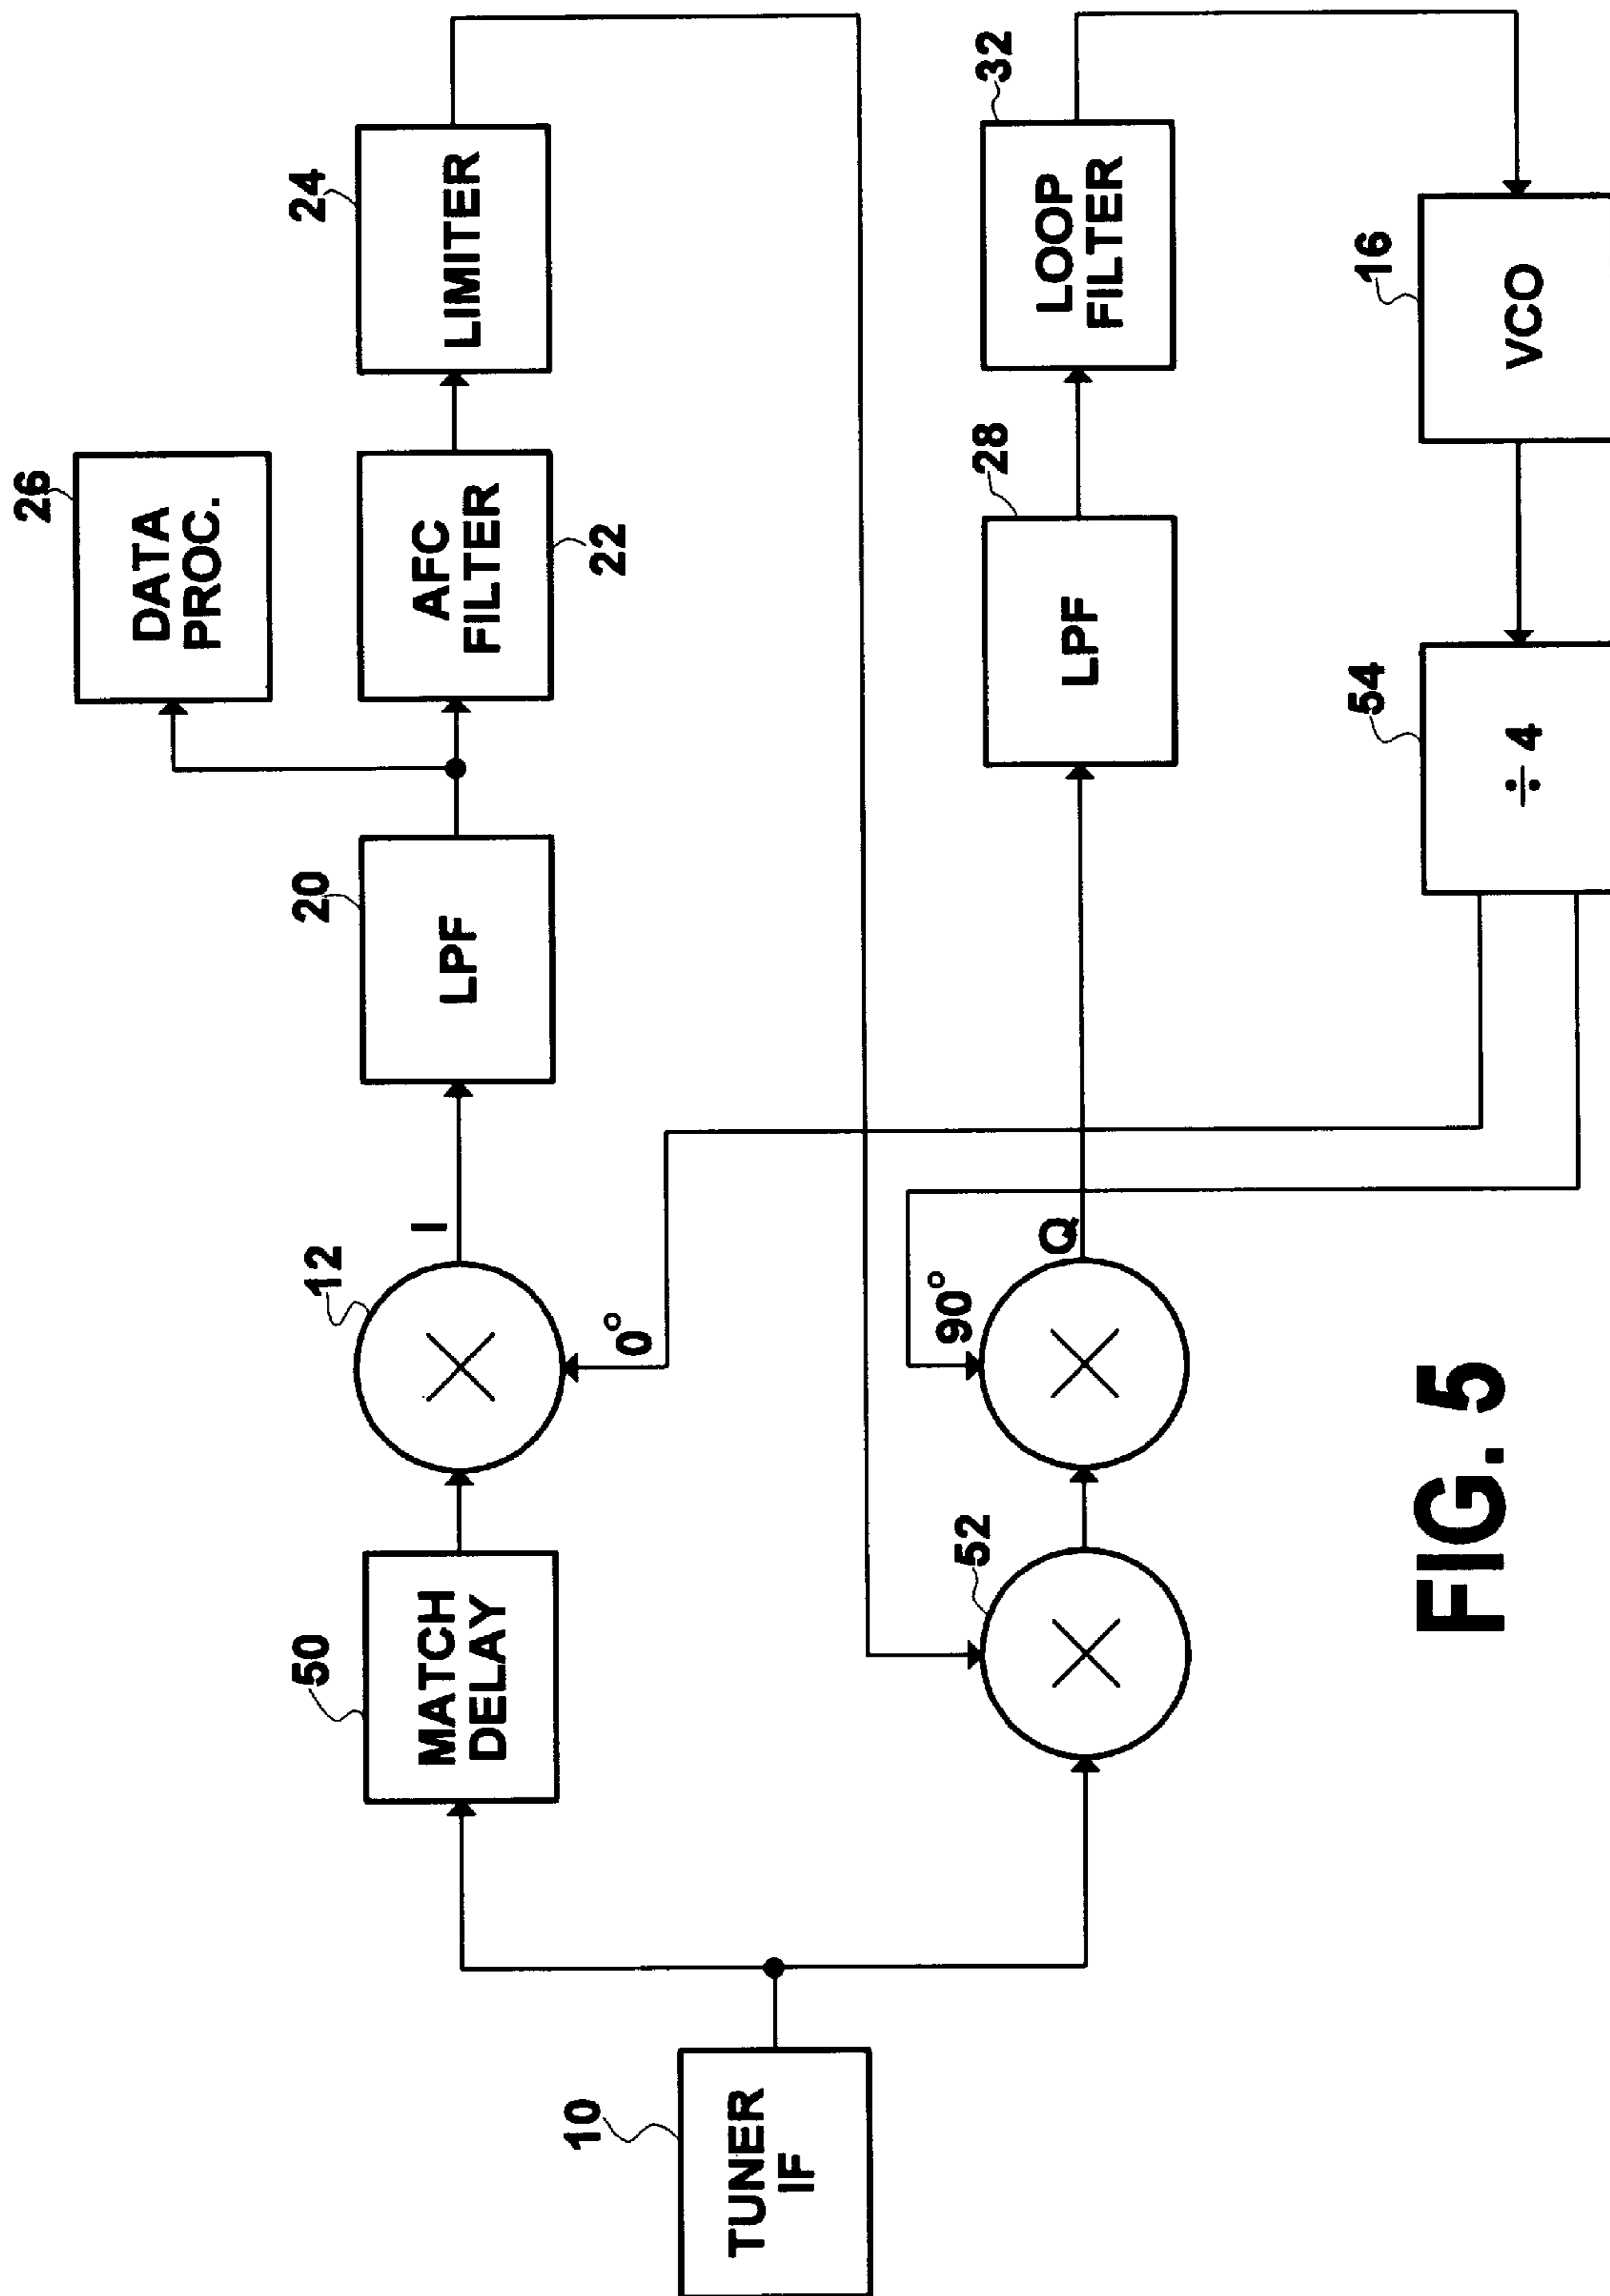 26
DATA
PROC.
24
LIMITER
AFC
FILTER
22
20
LPF
I
12
0°
50
MATCH
DELAY
10
TUNER
IF
52
90°
Q
28
LPF
32
LOOP
FILTER
16
VCO
54
÷ 4
FIG. 5